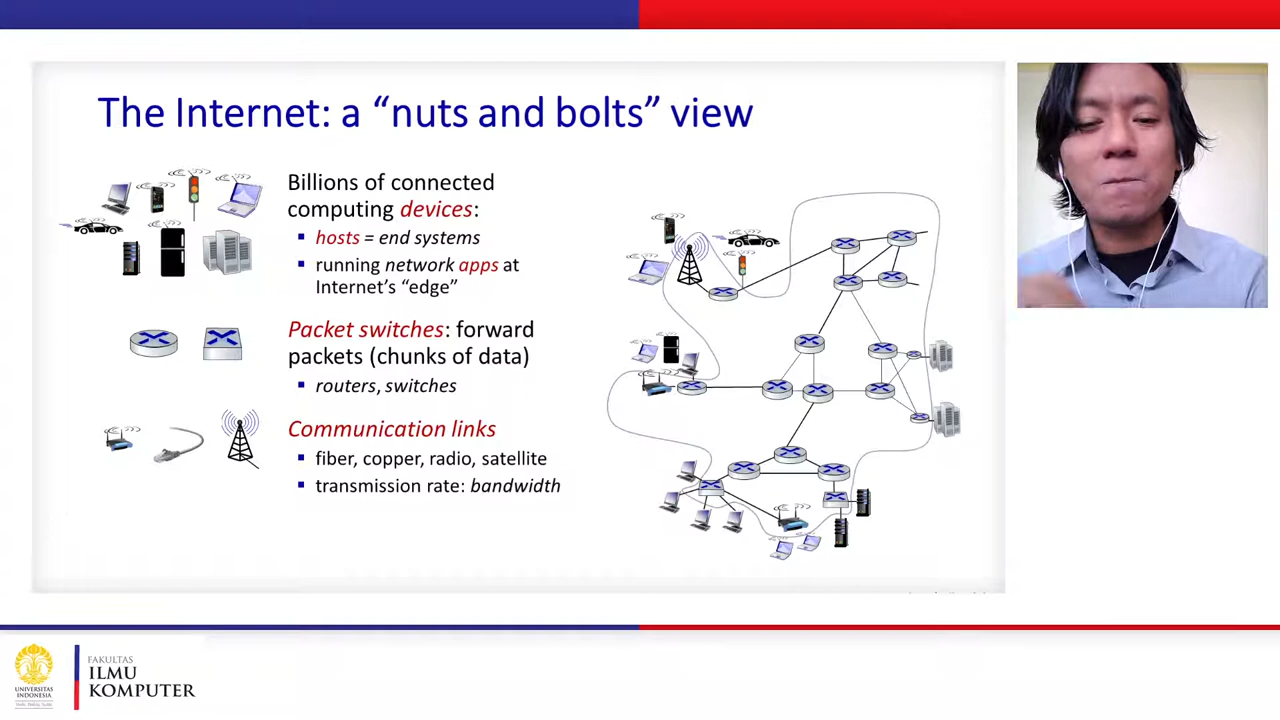 The Internet: a “nuts and bolts” view
Billions of connected
computing devices:
hosts = end systems
running network apps at
Internet’s “edge”
Packet switches: forward
packets (chunks of data)
routers, switches
Communication links
fiber, copper, radio, satellite
transmission rate: bandwidth
UNIVERSITAS
INDONESIA
FAKULTAS
ILMU
KOMPUTER